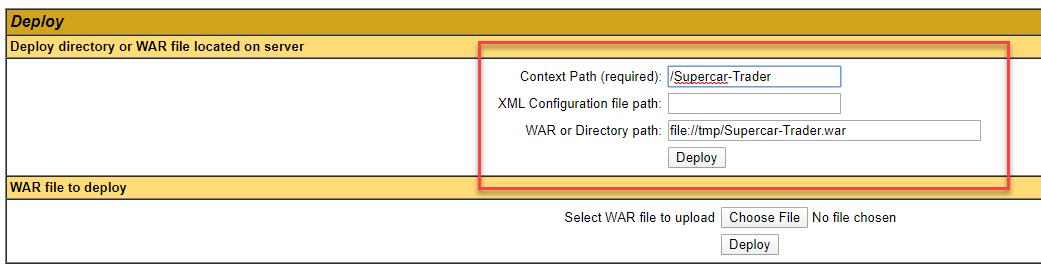 Deploy
Deploy directory or WAR file located on server
Context Path (required): /Supercar-Trader
XML Configuration file path:
WAR or Directory path: file://tmp/Supercar-Trader.war
Deploy
WAR file to deploy
Select WAR file to upload Choose File No file chosen
Deploy